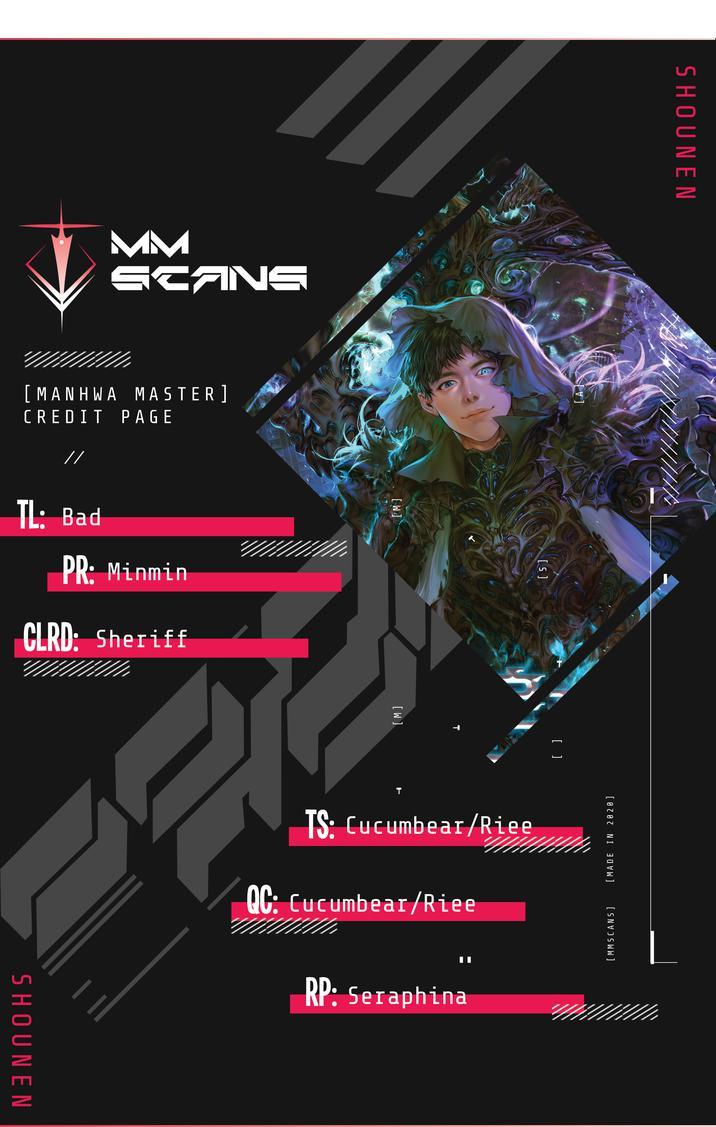 SHOUNEN
MM
SCANS
[MANHWA MASTER]
CREDIT PAGE
//
TL: Bad
PR: Minmin
CLRD: Sheriff
[A]
[M]
[S]
[M]
[ ]
TS: Cucumbear/Riee
QC: Cucumbear/Riee
RP: Seraphina
[MMSCANS] [MADE IN 2020]
SHOUNEN